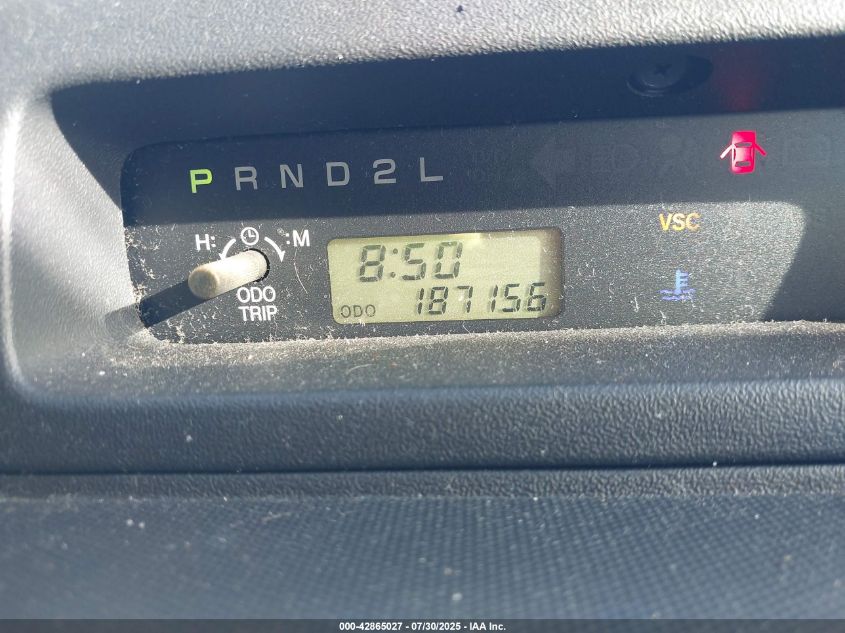 P R N D 2 L
VSC
H: :M
8:50
ODO
TRIP
ODO 187156
000-42865027 - 07/30/2025 - IAA Inc.